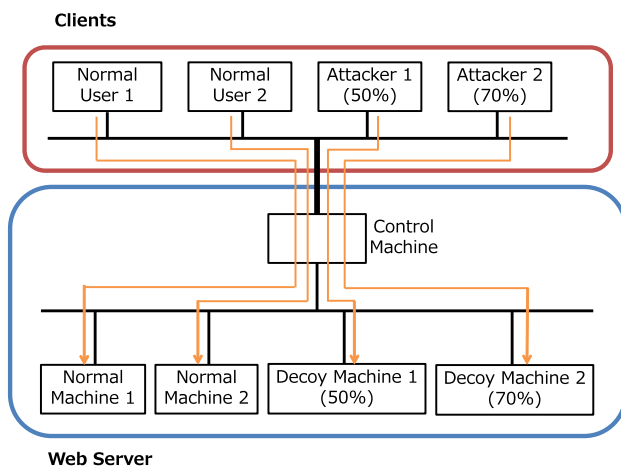 Clients
Normal
User 1
Normal
User 2
Attacker 1
(50%)
Attacker 2
(70%)
Control
Machine
Normal
Machine 1
Normal
Machine 2
Decoy Machine 1
(50%)
Decoy Machine 2
(70%)
Web Server